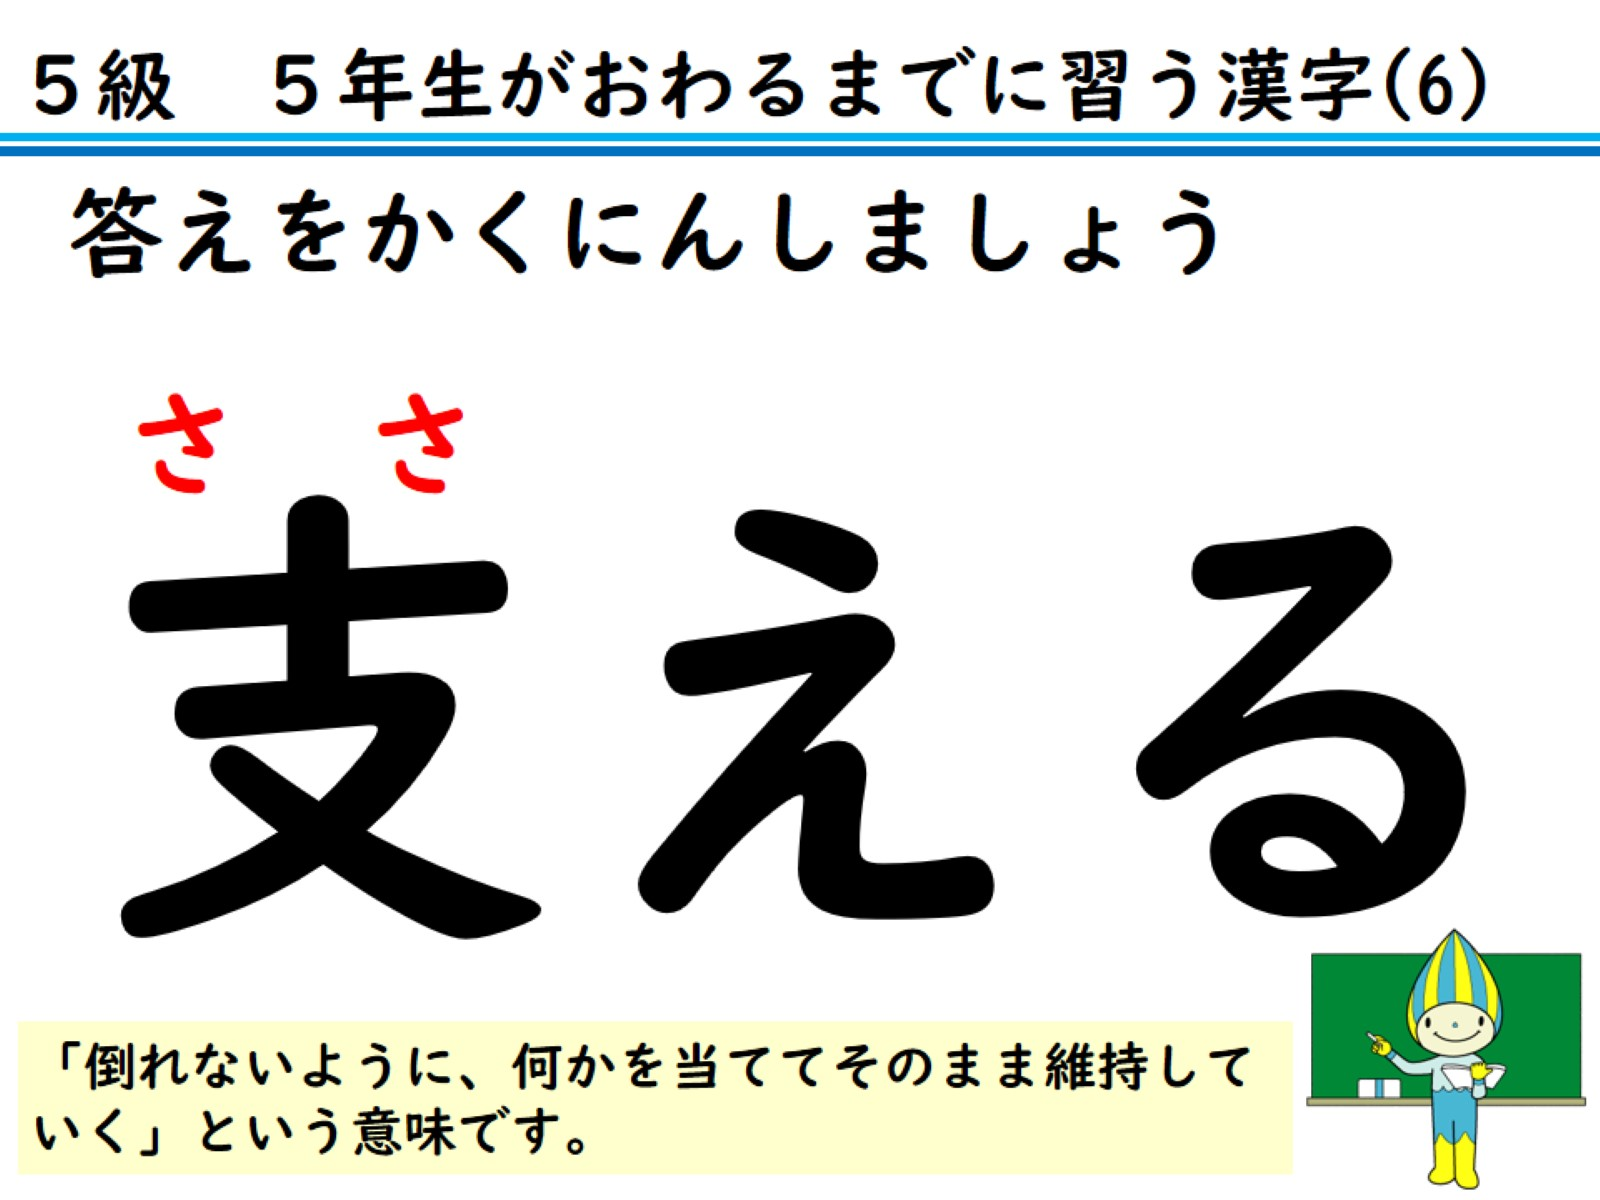 ５級　５年生がおわるまでに習う漢字(6)
答えをかくにんしましょう
さ さ
支える
「倒れないように、何かを当ててそのまま維持して
いく」という意味です。